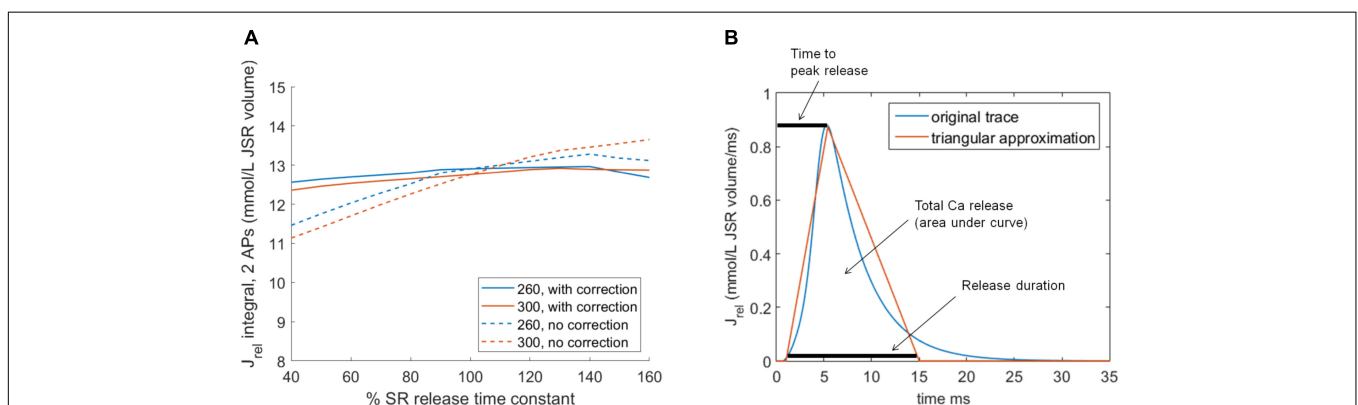 A
J_rel integral, 2 APs (mmol/L JSR volume)
15
14
13
12
11
10
9
8
40
60
80
100
120
140
160
% SR release time constant
260, with correction
300, with correction
260, no correction
300, no correction
B
Time to
peak release
J_rel (mmol/L JSR volume/ms)
1
0.8
0.6
0.4
0.2
0
0
5
10
15
20
25
30
35
time ms
original trace
triangular approximation
Total Ca release
(area under curve)
Release duration